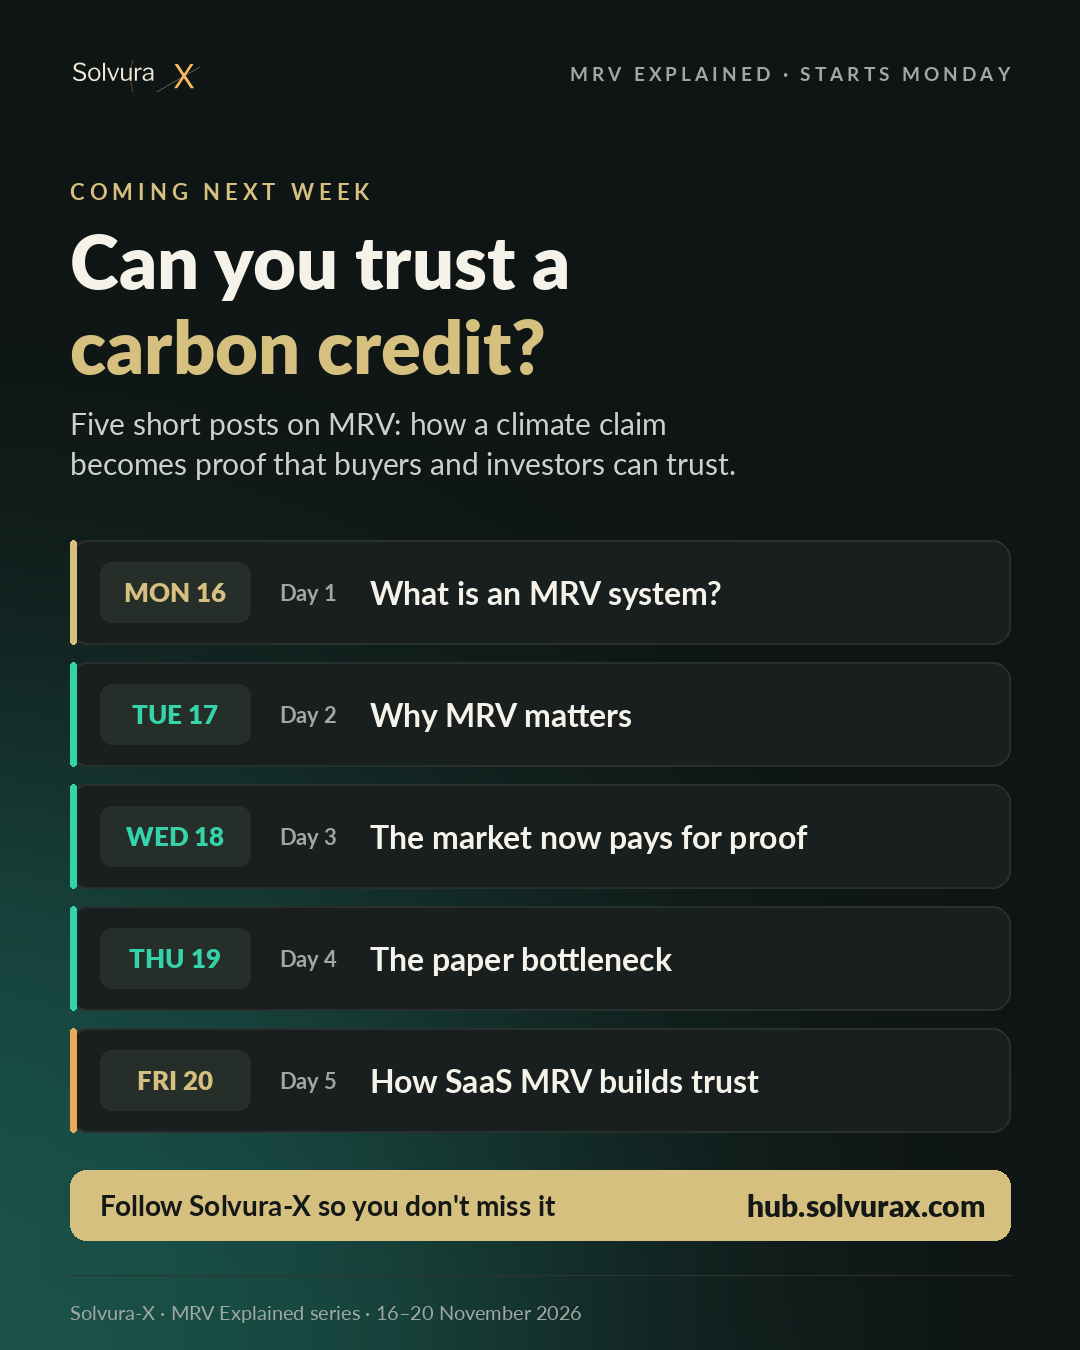 Solvura X
MRV EXPLAINED · STARTS MONDAY
COMING NEXT WEEK
Can you trust a
carbon credit?
Five short posts on MRV: how a climate claim
becomes proof that buyers and investors can trust.
MON 16 Day 1 What is an MRV system?
TUE 17 Day 2 Why MRV matters
WED 18 Day 3 The market now pays for proof
THU 19 Day 4 The paper bottleneck
FRI 20 Day 5 How SaaS MRV builds trust
Follow Solvura-X so you don't miss it hub.solvurax.com
Solvura-X · MRV Explained series · 16–20 November 2026